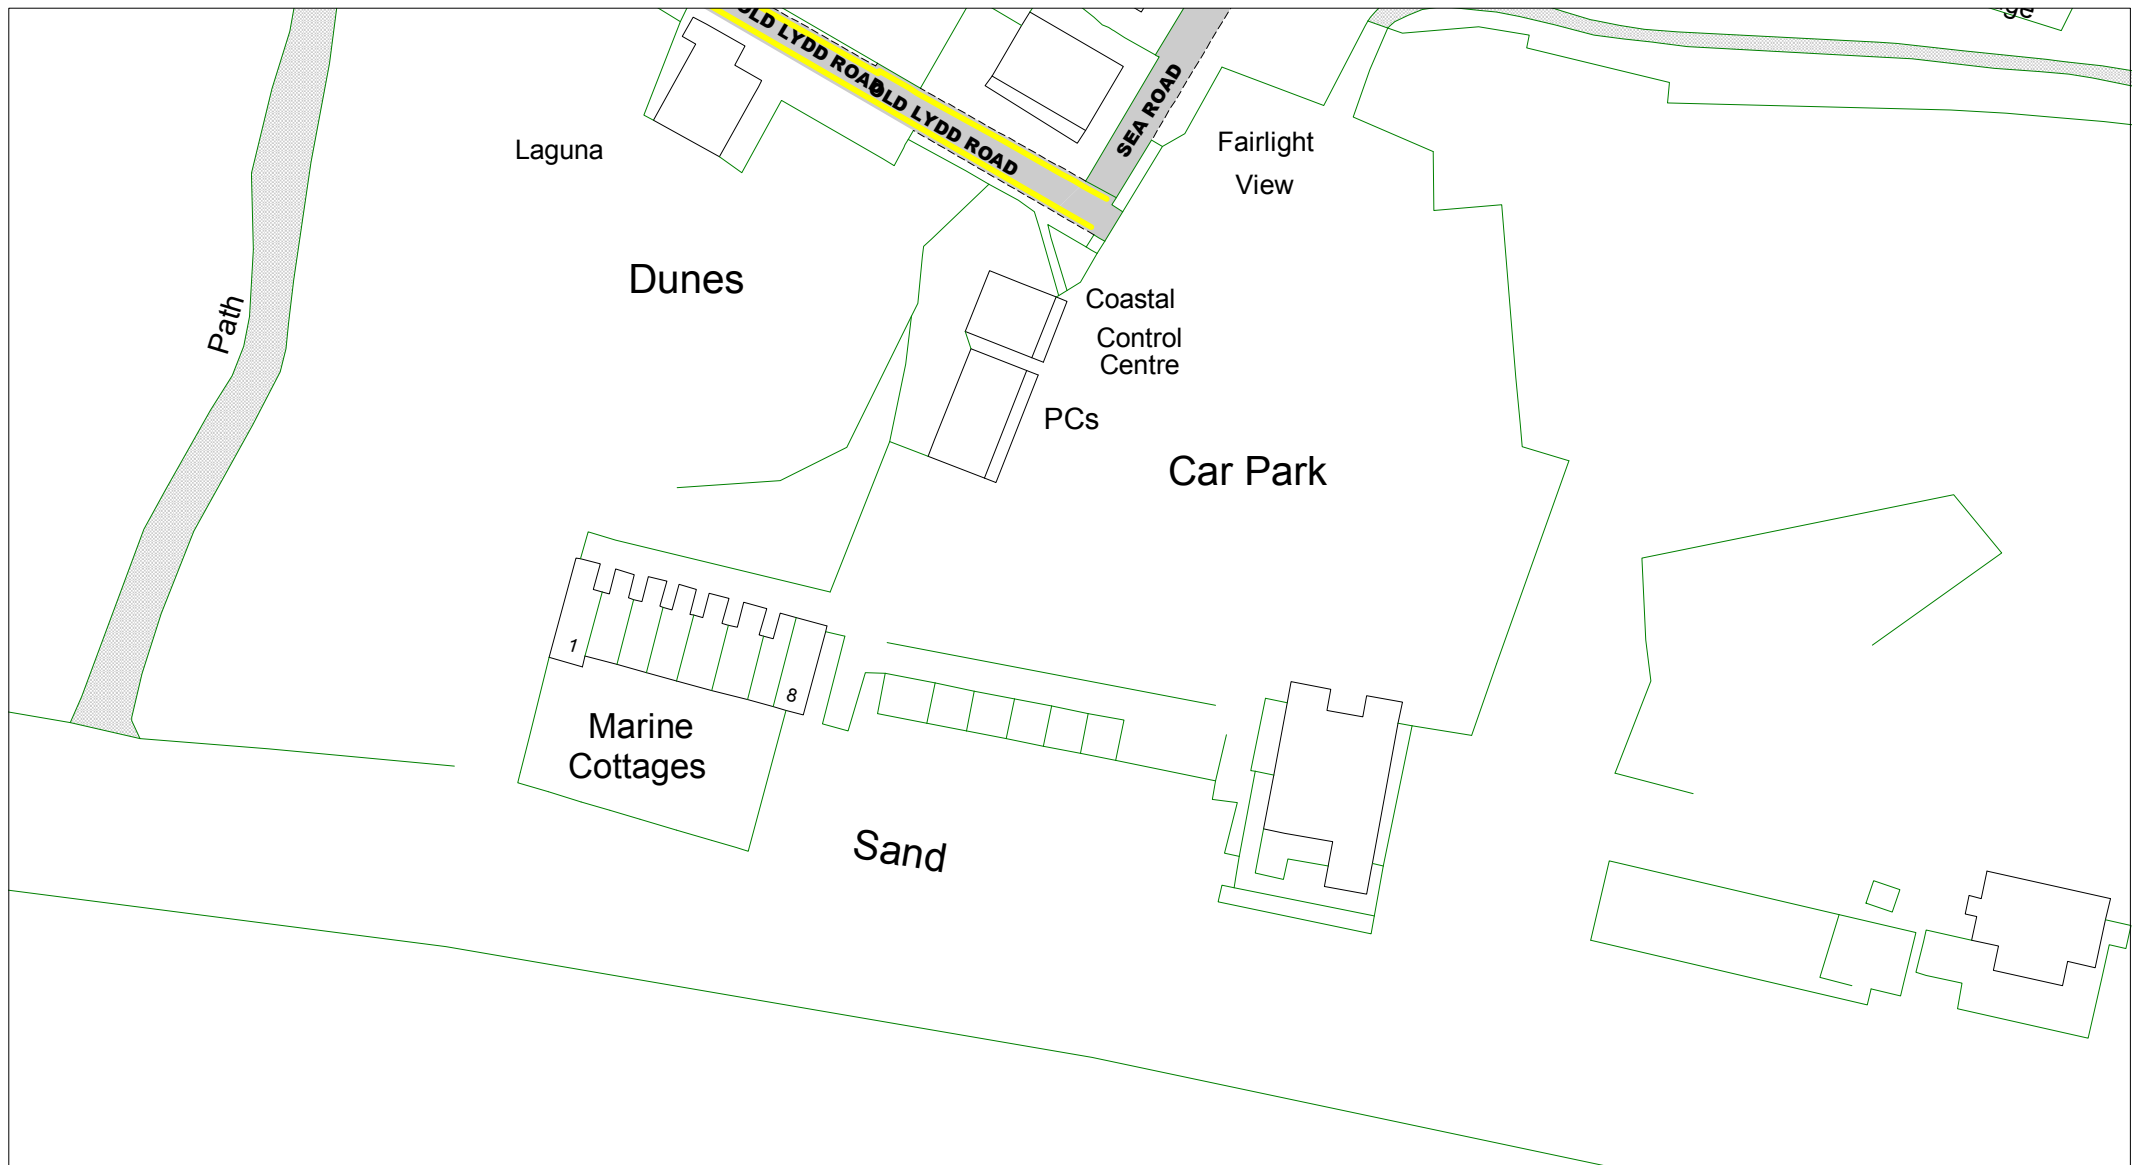 OLD LYDD ROAD
OLD LYDD ROAD
SEA ROAD
Laguna
Fairlight
View
Dunes
Path
Coastal
Control
Centre
PCs
Car Park
1
8
Marine
Cottages
Sand